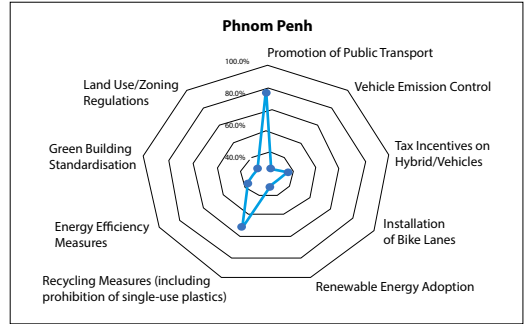 Phnom Penh
100.0%
Promotion of Public Transport
80.0%
60.0%
40.0%
Vehicle Emission Control
Tax Incentives on
Hybrid/Vehicles
Installation
of Bike Lanes
Renewable Energy Adoption
Recycling Measures (including
prohibition of single-use plastics)
Energy Efficiency
Measures
Green Building
Standardisation
Land Use/Zoning
Regulations